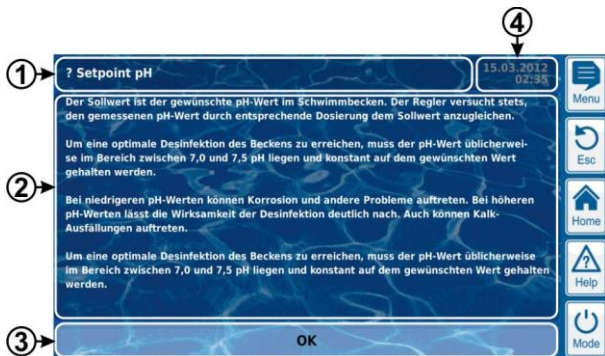 4
1
? Setpoint pH
15.03.2012
02:35
Menu
Der Sollwert ist der gewünschte pH-Wert im Schwimmbecken. Der Regler versucht stets,
den gemessenen pH-Wert durch entsprechende Dosierung dem Sollwert anzugleichen.
Um eine optimale Desinfektion des Beckens zu erreichen, muss der pH-Wert üblicherwei-
se im Bereich zwischen 7,0 und 7,5 pH liegen und konstant auf dem gewünschten Wert
gehalten werden.
Esc
2
Bei niedrigeren pH-Werten können Korrosion und andere Probleme auftreten. Bei höheren
pH-Werten lässt die Wirksamkeit der Desinfektion deutlich nach. Auch können Kalk-
Ausfällungen auftreten.
Home
Um eine optimale Desinfektion des Beckens zu erreichen, muss der pH-Wert üblicherweise
im Bereich zwischen 7,0 und 7,5 pH liegen und konstant auf dem gewünschten Wert gehalten
werden.
?
Help
3
OK
Mode